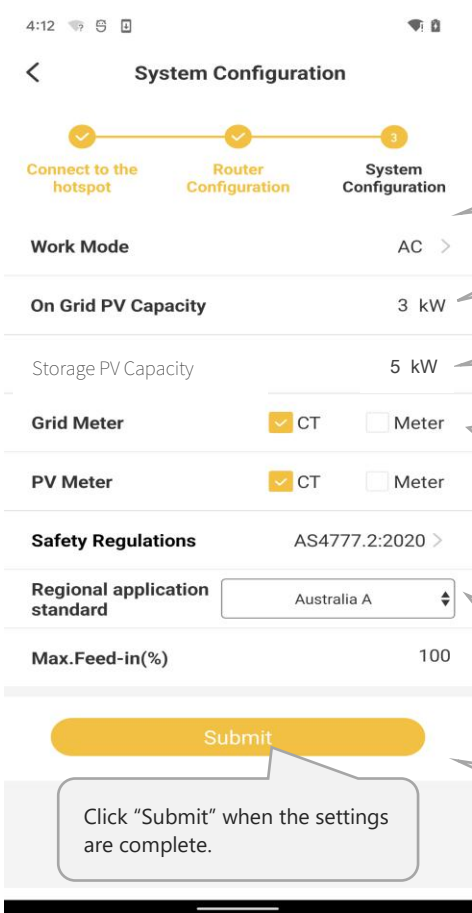 4:12
System Configuration
3
Connect to the
hotspot
Router
Configuration
System
Configuration
Work Mode AC >
On Grid PV Capacity 3 kW
Storage PV Capacity 5 kW
Grid Meter CT Meter
PV Meter CT Meter
Safety Regulations AS4777.2:2020 >
Regional application
standard
Australia A
Max.Feed-in(%) 100
Submit
Click “Submit” when the settings
are complete.